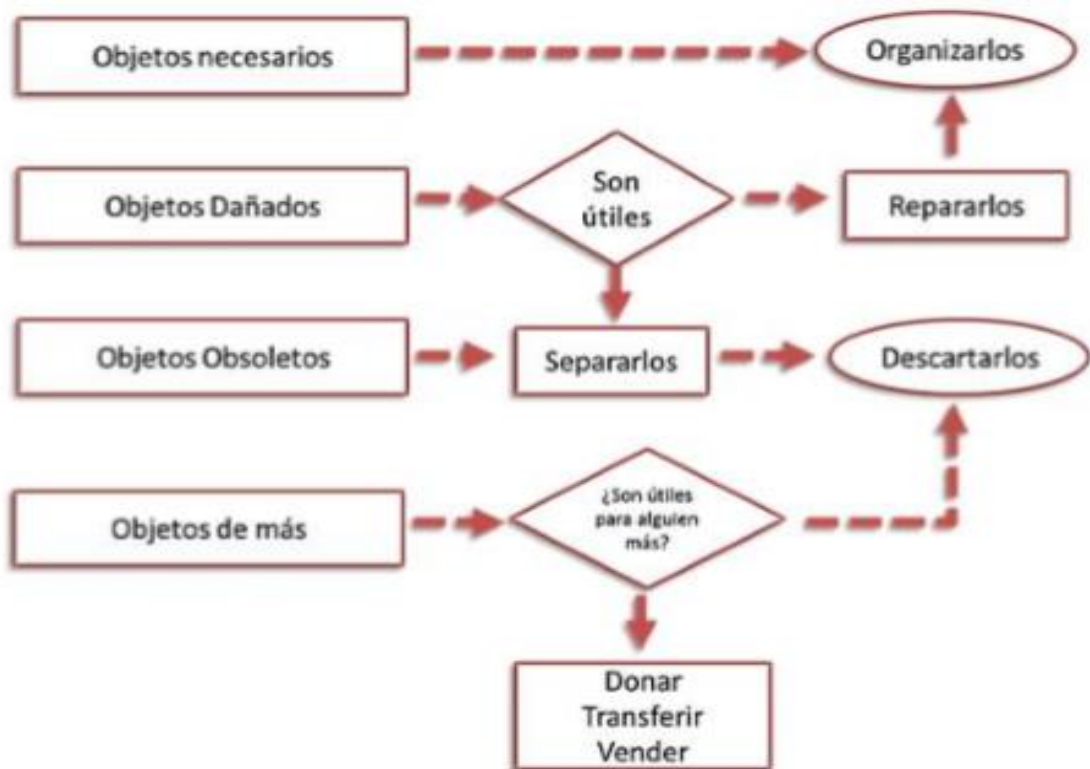 Objetos necesarios
Organizarlos
Objetos Dañados
Son
útiles
Repararlos
Objetos Obsoletos
Separarlos
Descartarlos
Objetos de más
¿Son útiles
para alguien
más?
Donar
Transferir
Vender